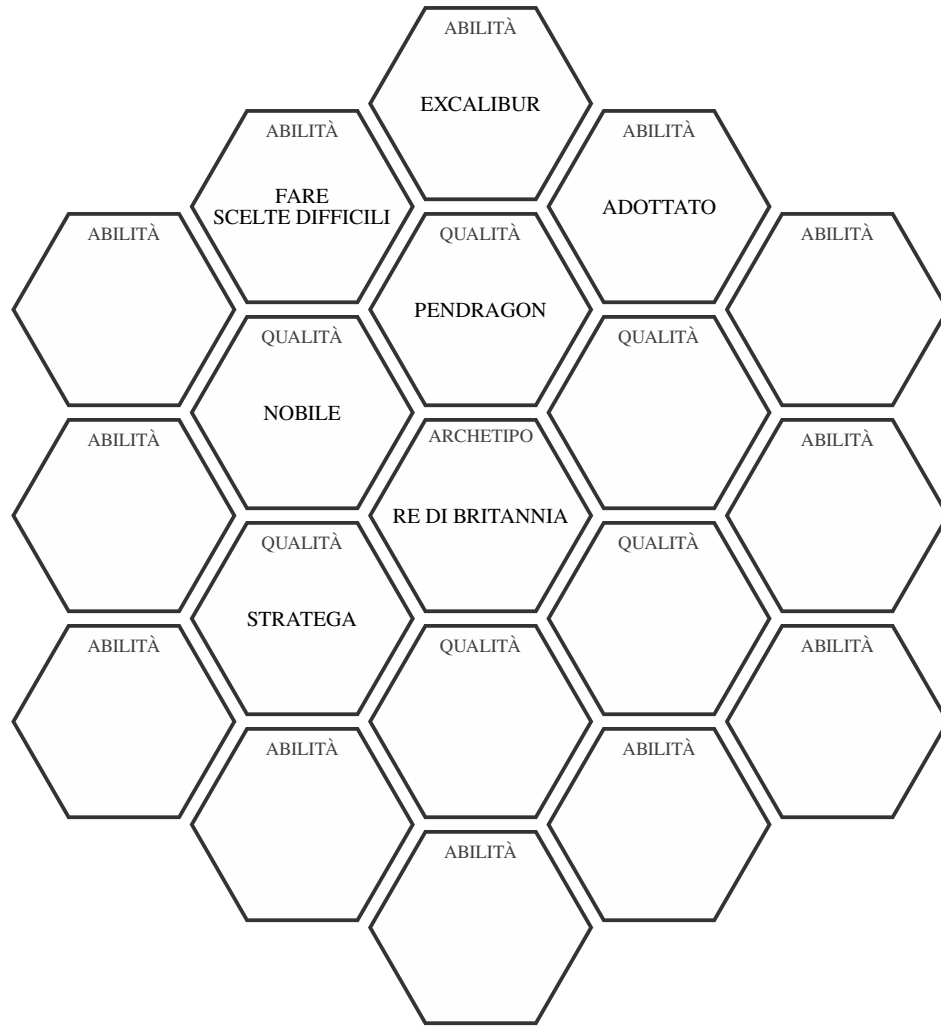 ABILITÀ
EXCALIBUR
ABILITÀ
FARE
SCELTE DIFFICILI
ABILITÀ
ADOTTATO
ABILITÀ
QUALITÀ
PENDRAGON
ABILITÀ
QUALITÀ
NOBILE
QUALITÀ
ABILITÀ
ARCHETIPO
RE DI BRITANNIA
ABILITÀ
QUALITÀ
STRATEGA
QUALITÀ
ABILITÀ
QUALITÀ
ABILITÀ
ABILITÀ
ABILITÀ
ABILITÀ